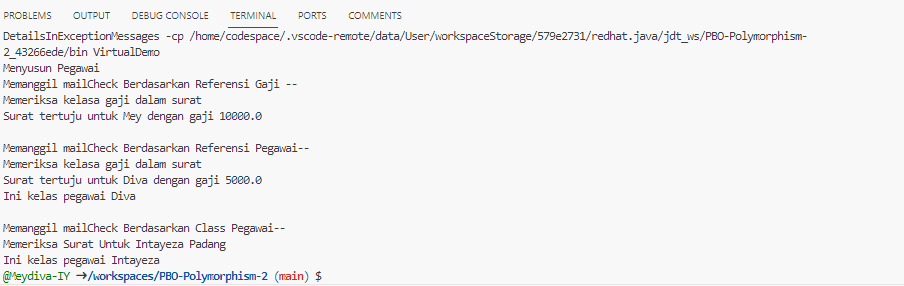 PROBLEMS OUTPUT DEBUG CONSOLE TERMINAL PORTS COMMENTS
DetailsInExceptionMessages -cp /home/codespace/.vscode-remote/data/User/workspaceStorage/579e2731/redhat.java/jdt_ws/PBO-Polymorphism-
2_43266ede/bin VirtualDemo
Menyusun Pegawai
Memanggil mailCheck Berdasarkan Referensi Gaji --
Memeriksa kelasa gaji dalam surat
Surat tertuju untuk Mey dengan gaji 10000.0
Memanggil mailCheck Berdasarkan Referensi Pegawai--
Memeriksa kelasa gaji dalam surat
Surat tertuju untuk Diva dengan gaji 5000.0
Ini kelas pegawai Diva
Memanggil mailCheck Berdasarkan Class Pegawai--
Memeriksa Surat Untuk Intayeza Padang
Ini kelas pegawai Intayeza
@Meydiva-IY ➜/workspaces/PBO-Polymorphism-2 (main) $